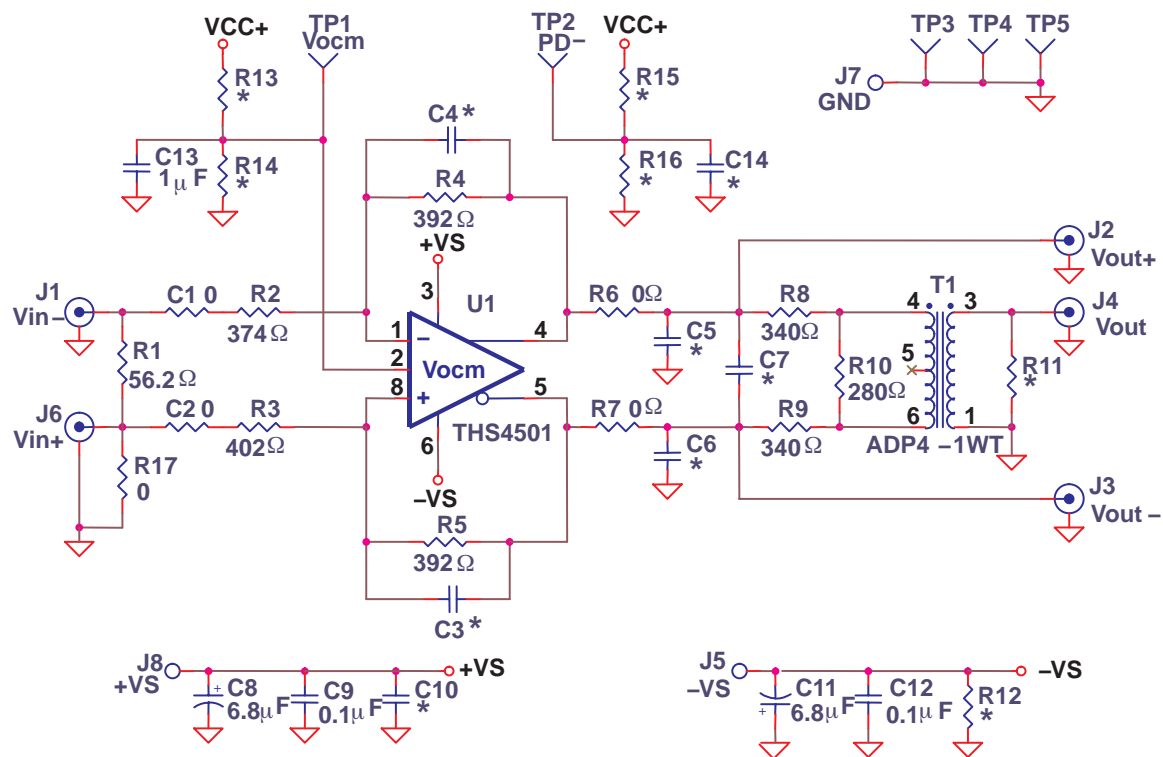 VCC+
TP1
Vocm
R13
*
C13
1μF
R14
*
TP2
PD−
VCC+
R15
*
R16
*
C14
*
TP3
TP4
TP5
J7
GND
C4*
R4
392Ω
+VS
3
U1
J1
Vin−
C1 0
R2
374Ω
R1
56.2Ω
1
−
4
2
Vocm
8
+
5
THS4501
6
−VS
J6
Vin+
C2 0
R3
402Ω
R17
0
R5
392Ω
C3*
R6 0Ω
C5
*
C7
*
R7 0Ω
C6
*
R8
340Ω
R10
280Ω
R9
340Ω
4
T1
3
5
6
1
ADP4 −1WT
R11
*
J2
Vout+
J4
Vout
J3
Vout −
J8
+VS
+VS
+
C8
6.8μF
C9
0.1μF
C10
*
J5
−VS
−VS
+
C11
6.8μF
C12
0.1μF
R12
*